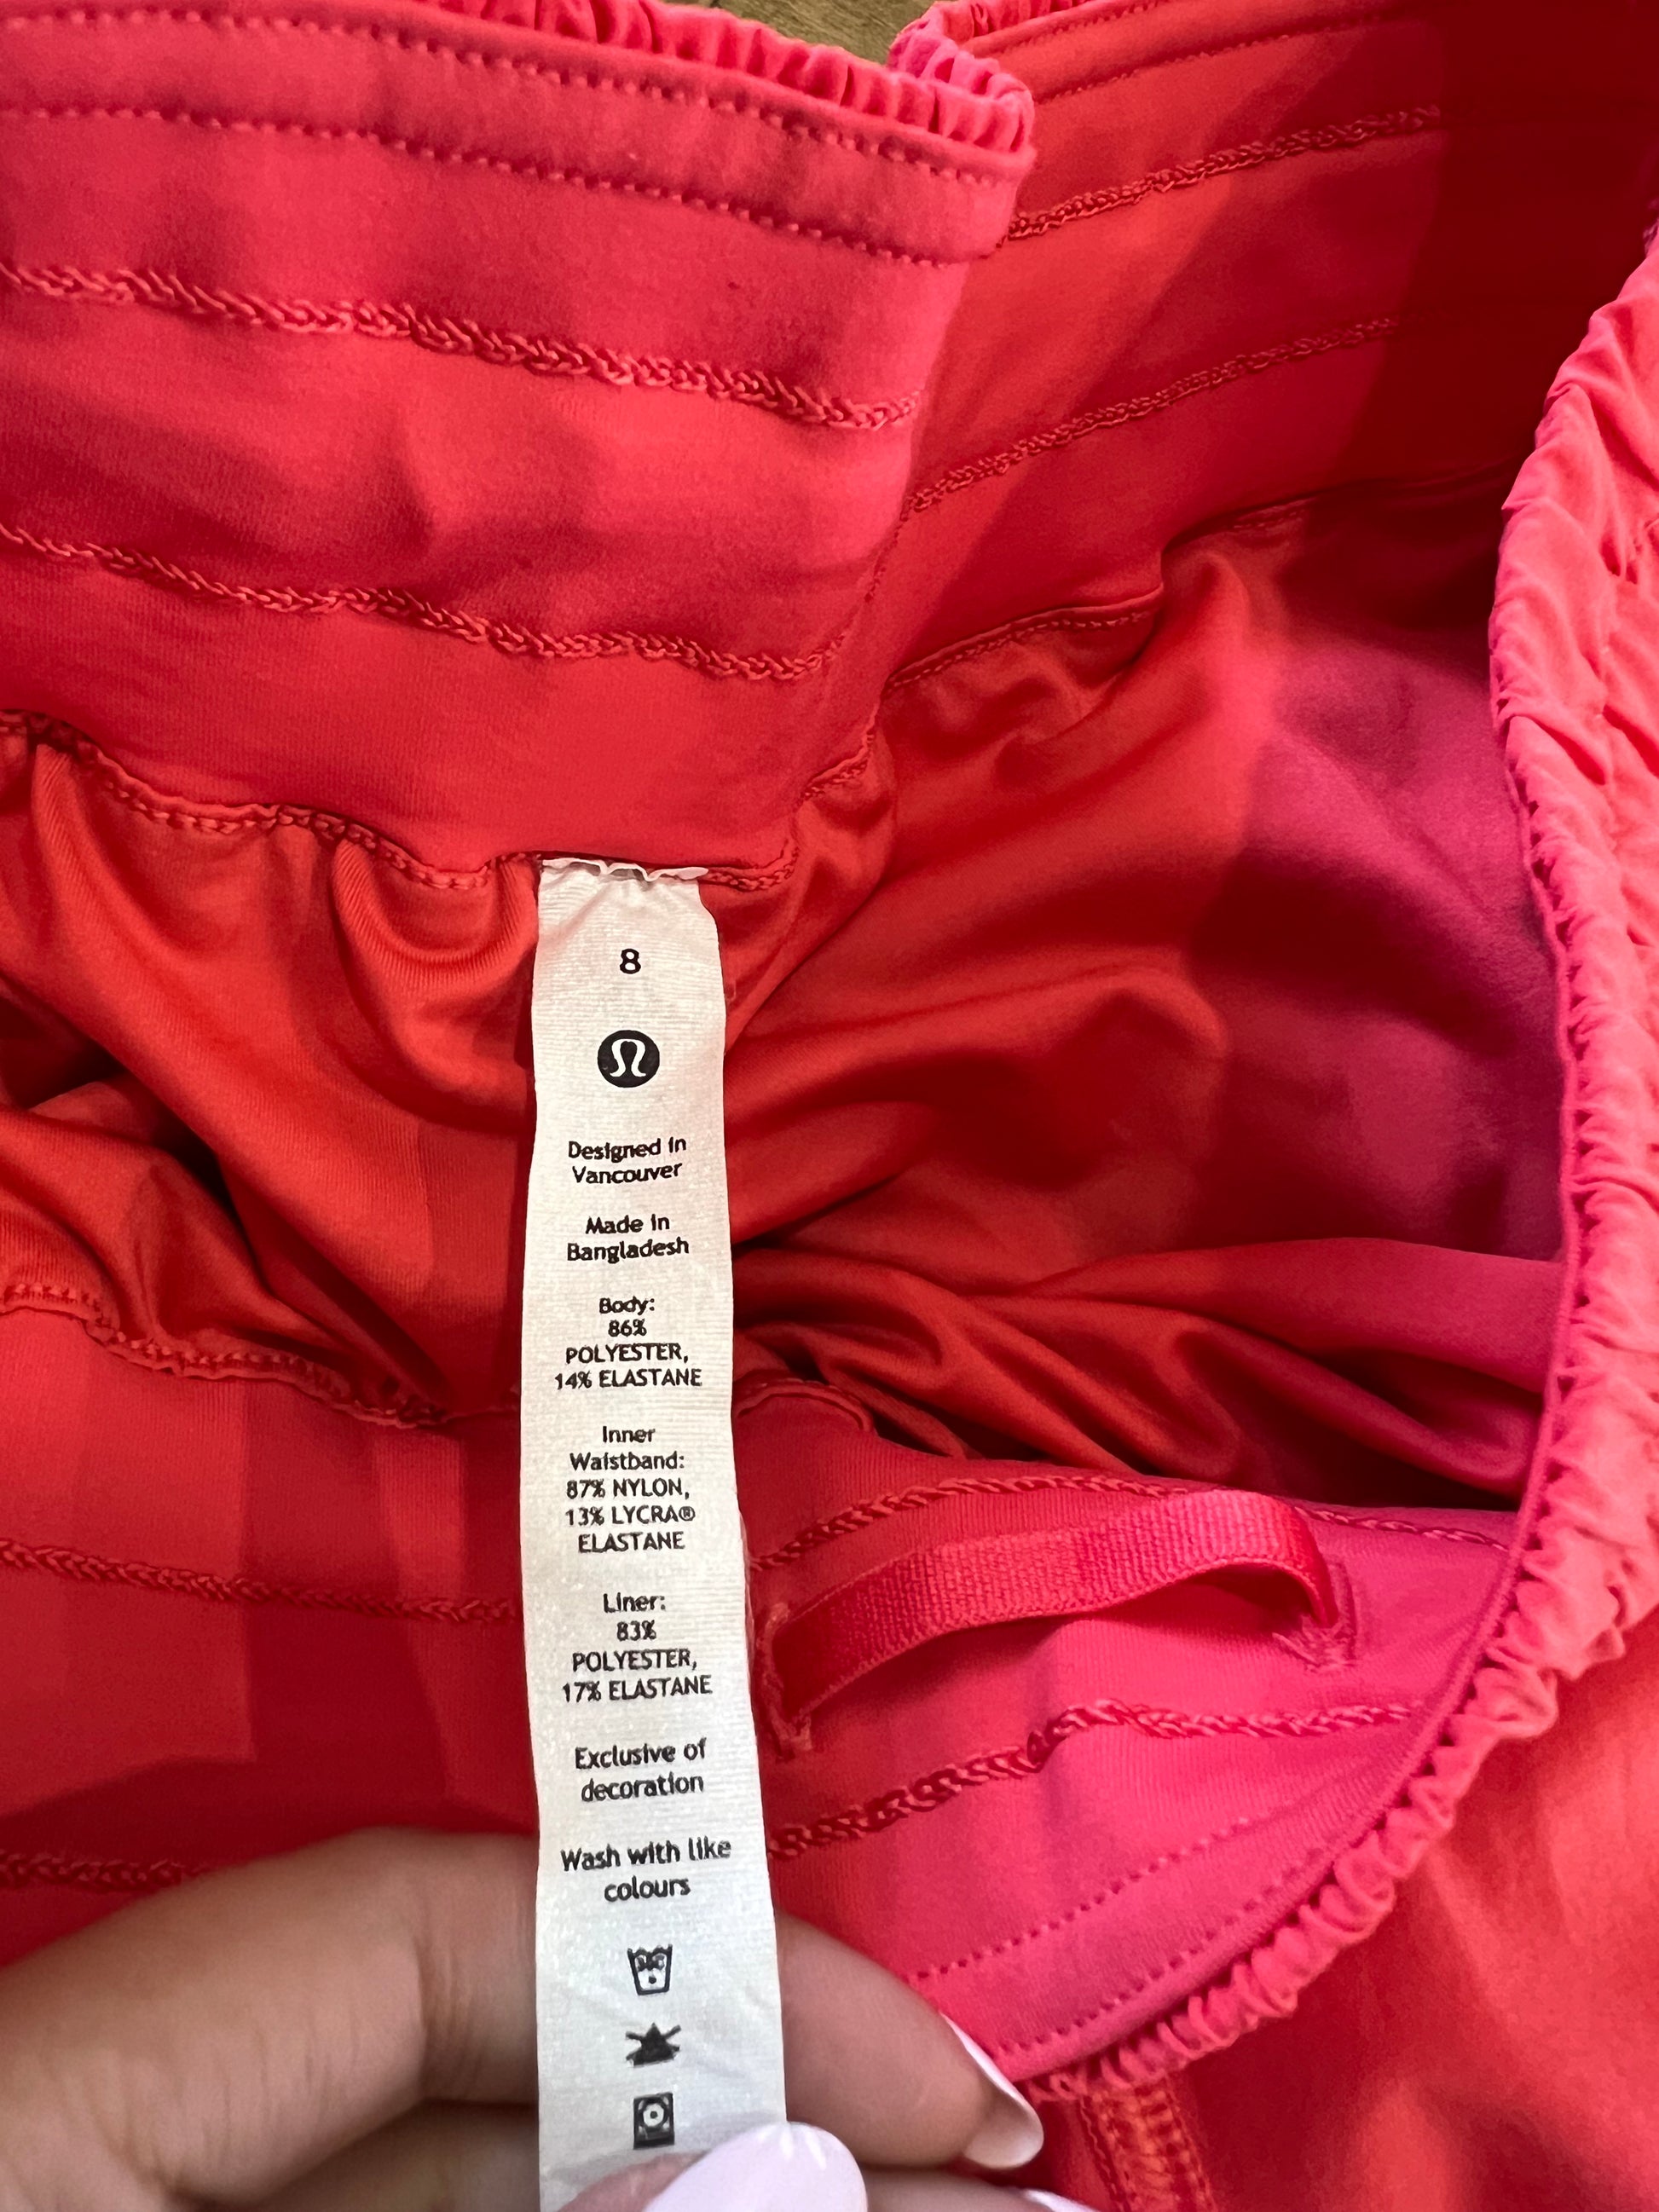 8
Designed in
Vancouver
Made in
Bangladesh
Body:
86%
POLYESTER,
14% ELASTANE
Inner
Waistband:
87% NYLON,
13% LYCRA®
ELASTANE
Liner:
83%
POLYESTER,
17% ELASTANE
Exclusive of
decoration
Wash with like
colours